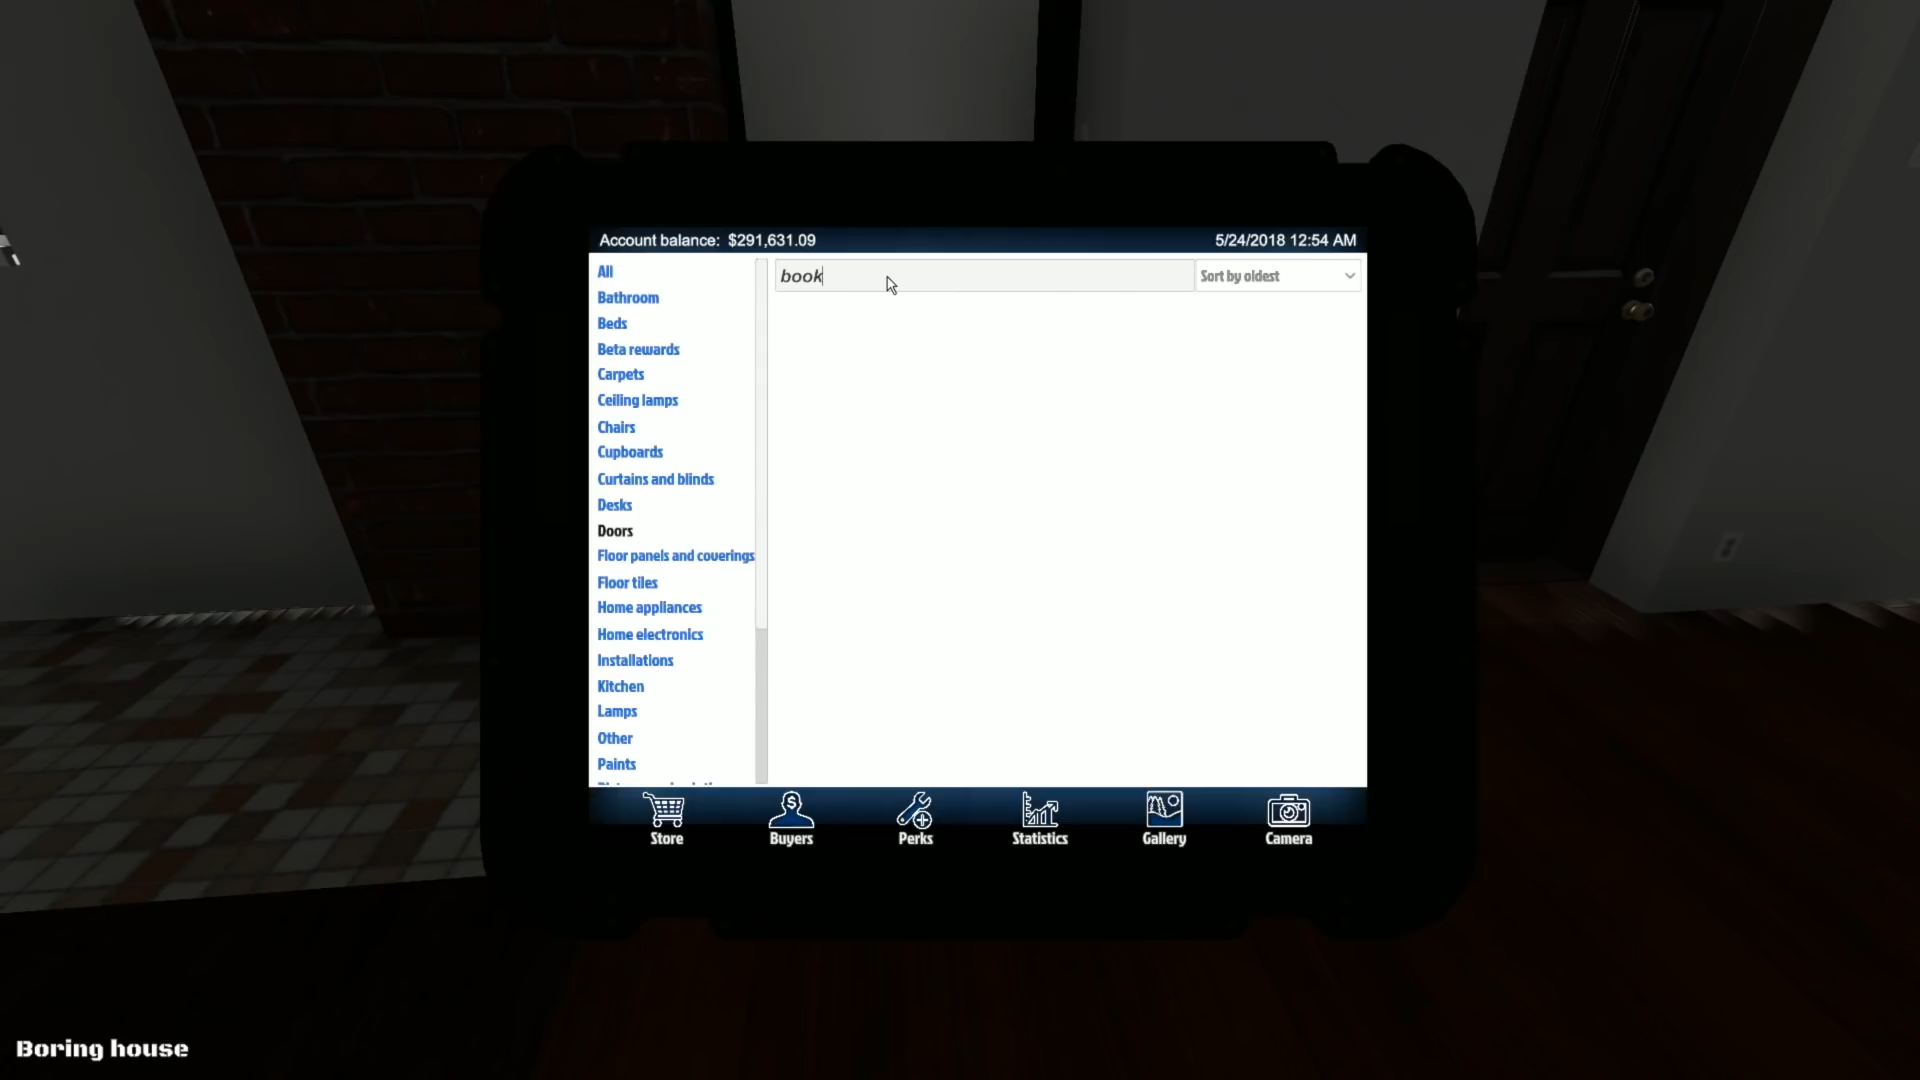 Account balance: $291,631.09
5/24/2018 12:54 AM
All
Bathroom
Beds
Beta rewards
Carpets
Ceiling lamps
Chairs
Cupboards
Curtains and blinds
Desks
Doors
Floor panels and coverings
Floor tiles
Home appliances
Home electronics
Installations
Kitchen
Lamps
Other
Paints
book
Sort by oldest
Store
Buyers
Perks
Statistics
Gallery
Camera
Boring house